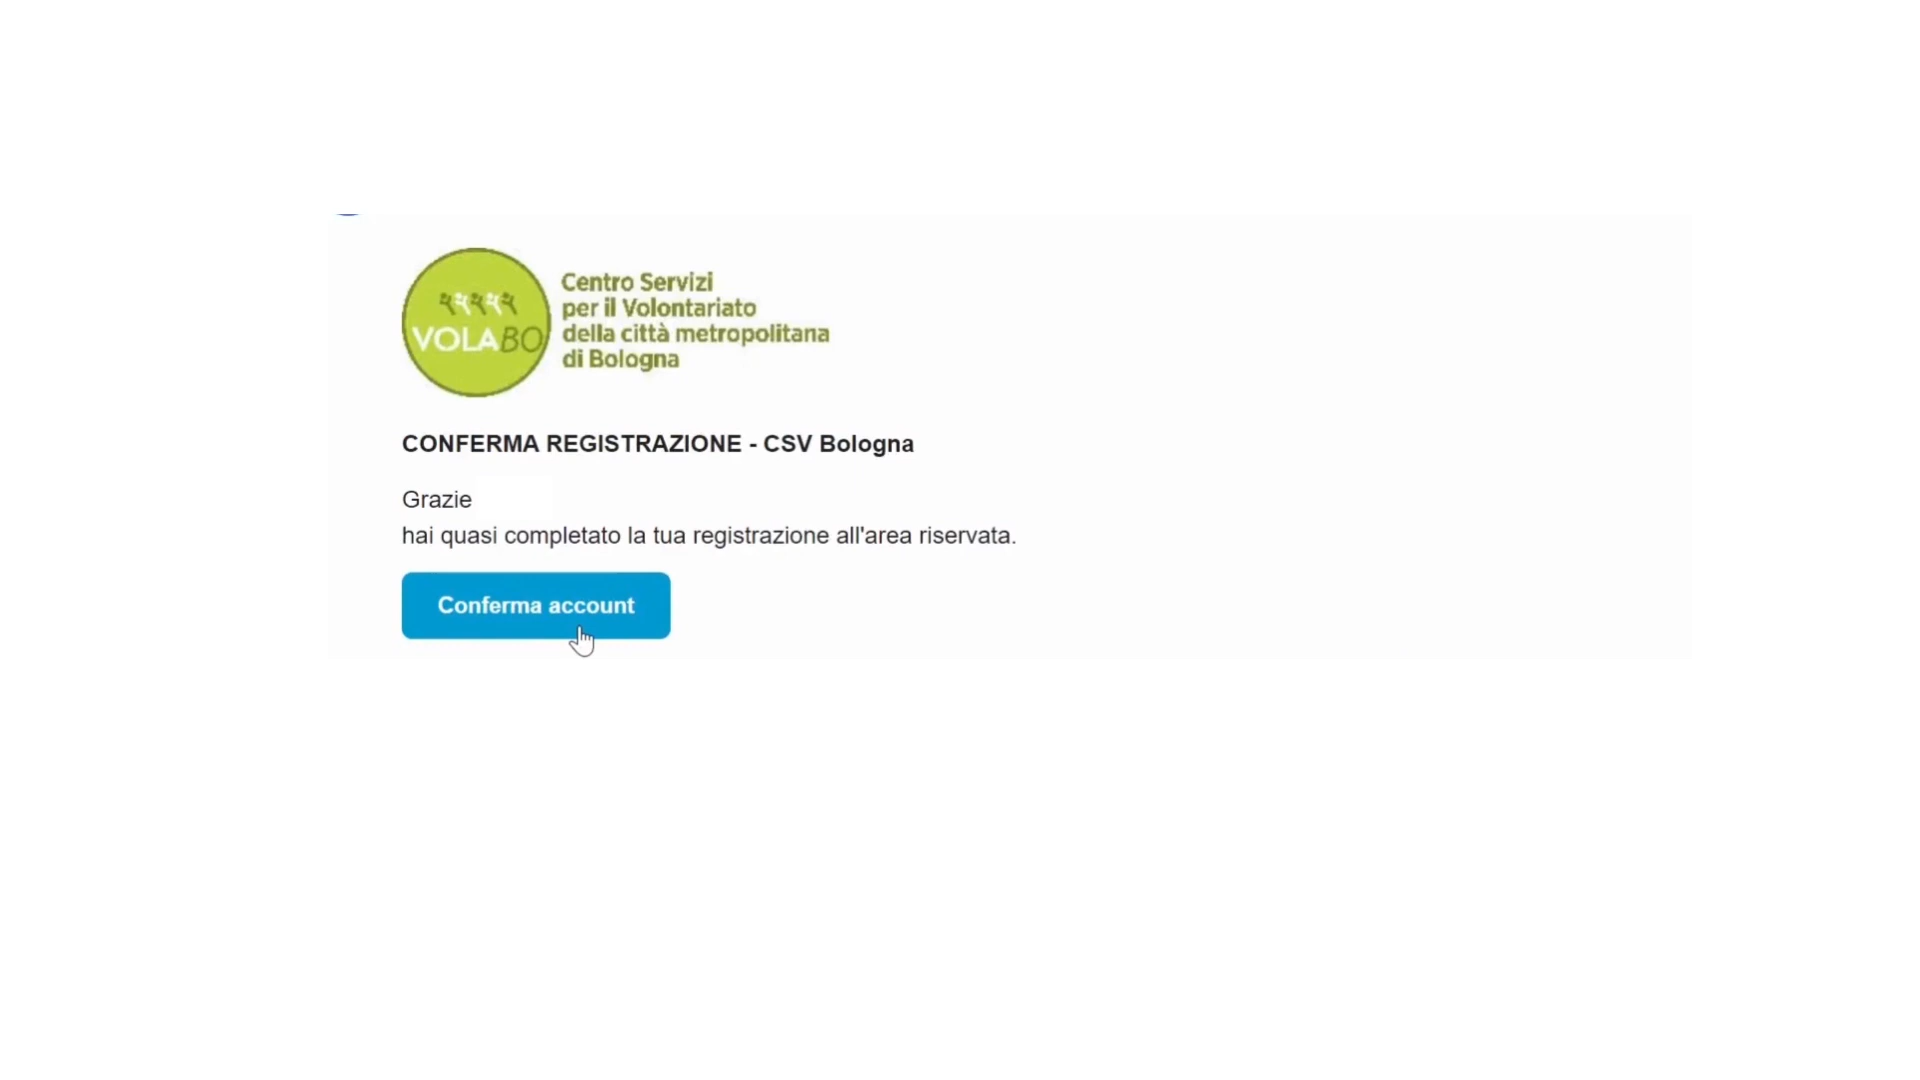 VOLABO
Centro Servizi
per il Volontariato
della città metropolitana
di Bologna
CONFERMA REGISTRAZIONE - CSV Bologna
Grazie
hai quasi completato la tua registrazione all'area riservata.
Conferma account